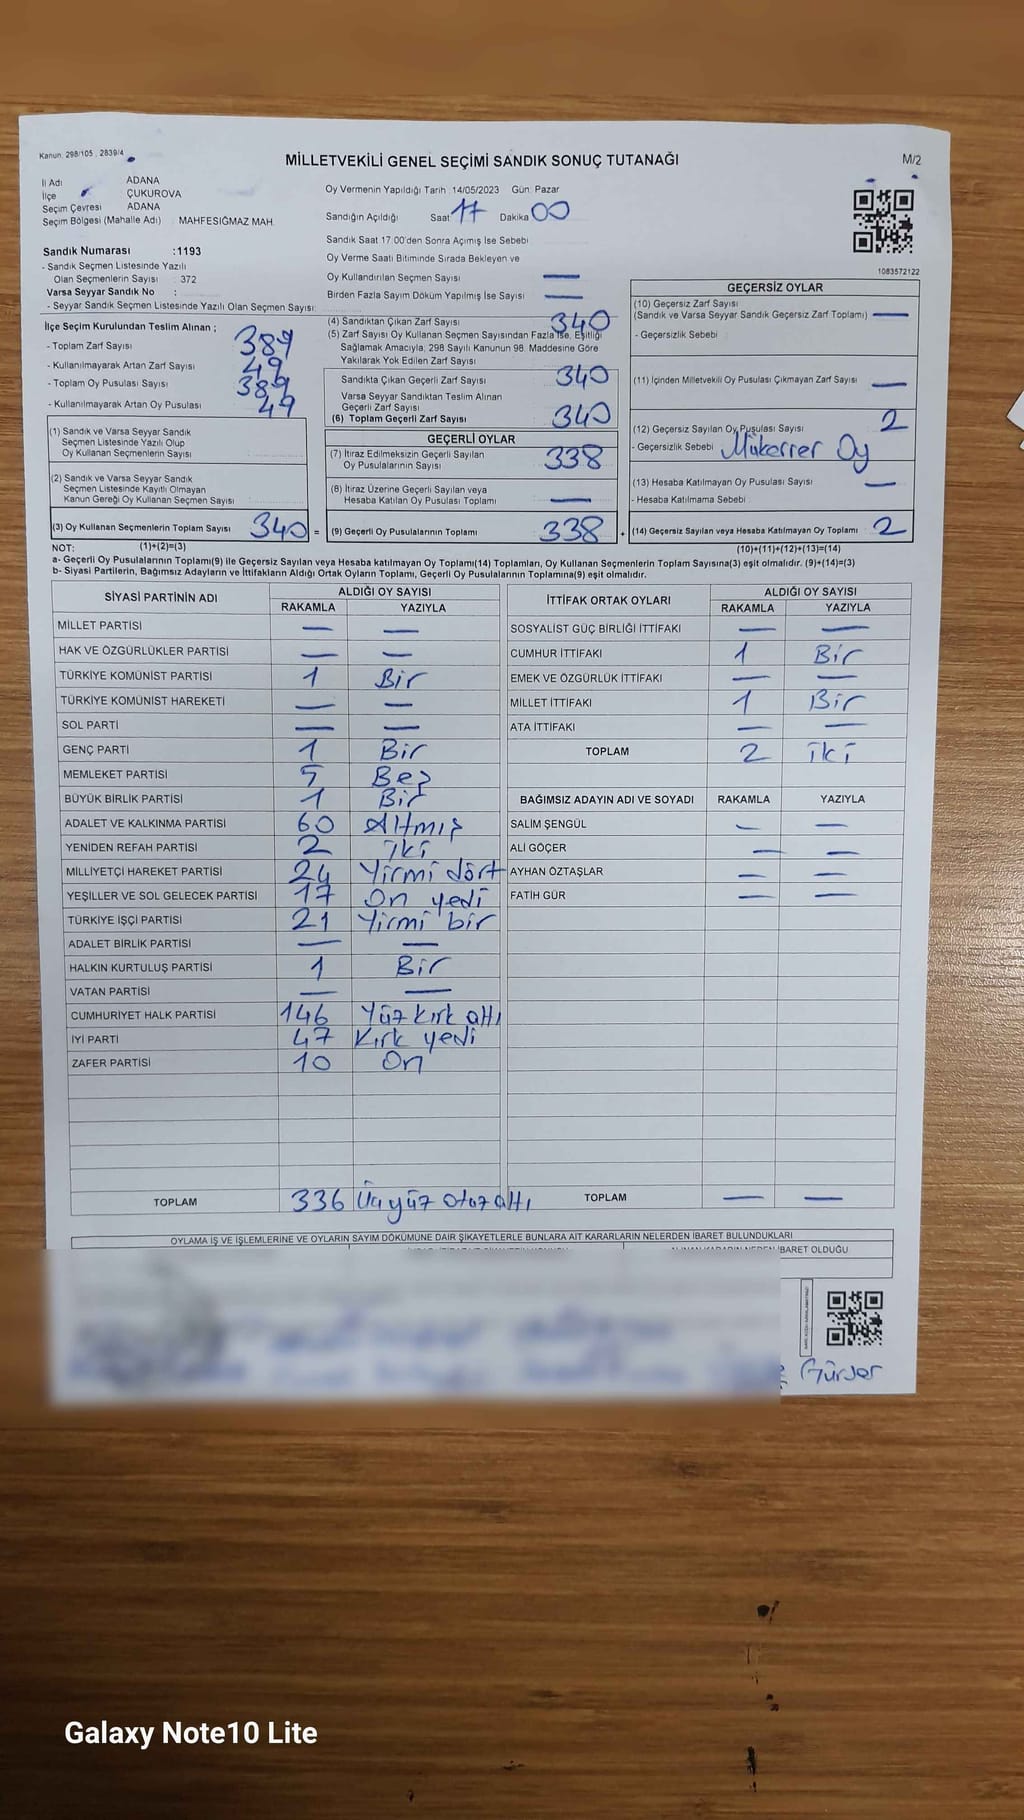 Kanun 298/105 , 2839/4
MİLLETVEKİLİ GENEL SEÇİMİ SANDIK SONUÇ TUTANAĞI
M/2
İl Adı ADANA
İlçe ÇUKUROVA
Seçim Çevresi ADANA
Seçim Bölgesi (Mahalle Adı) MAHFESIĞMAZ MAH.
Sandık Numarası :1193
- Sandık Seçmen Listesinde Yazılı
Olan Seçmenlerin Sayısı : 372
Varsa Seyyar Sandık No :
- Seyyar Sandık Seçmen Listesinde Yazılı Olan Seçmen Sayısı:
Oy Vermenin Yapıldığı Tarih :14/05/2023 Gün: Pazar
Sandığın Açıldığı Saat 17 Dakika 00
Sandık Saat 17:00'den Sonra Açımış İse Sebebi
Oy Verme Saati Bitiminde Sırada Bekleyen ve
Oy Kullandırılan Seçmen Sayısı —
Birden Fazla Sayım Döküm Yapılmış İse Sayısı —
1083572122
İlçe Seçim Kurulundan Teslim Alınan ;
- Toplam Zarf Sayısı 389
- Kullanılmayarak Artan Zarf Sayısı 49
- Toplam Oy Pusulası Sayısı 389
- Kullanılmayarak Artan Oy Pusulası 49
(1) Sandık ve Varsa Seyyar Sandık
Seçmen Listesinde Yazılı Olup
Oy Kullanan Seçmenlerin Sayısı
(2) Sandık ve Varsa Seyyar Sandık
Seçmen Listesinde Kayıtlı Olmayan
Kanun Gereği Oy Kullanan Seçmen Sayısı
(3) Oy Kullanan Seçmenlerin Toplam Sayısı 340 =
(4) Sandıktan Çıkan Zarf Sayısı 340
(5) Zarf Sayısı Oy Kullanan Seçmen Sayısından Fazla İse, Eşitliği
Sağlamak Amacıyla, 298 Sayılı Kanunun 98. Maddesine Göre
Yakılarak Yok Edilen Zarf Sayısı
Sandıkta Çıkan Geçerli Zarf Sayısı 340
Varsa Seyyar Sandıktan Teslim Alınan
Geçerli Zarf Sayısı
(6) Toplam Geçerli Zarf Sayısı 340
GEÇERLİ OYLAR
(7) İtiraz Edilmeksizin Geçerli Sayılan
Oy Pusulalarının Sayısı 338
(8) İtiraz Üzerine Geçerli Sayılan veya
Hesaba Katılan Oy Pusulası Toplamı —
(9) Geçerli Oy Pusulalarının Toplamı 338 +
GEÇERSİZ OYLAR
(10) Geçersiz Zarf Sayısı
(Sandık ve Varsa Seyyar Sandık Geçersiz Zarf Toplamı) —
- Geçersizlik Sebebi :
(11) İçinden Milletvekili Oy Pusulası Çıkmayan Zarf Sayısı —
(12) Geçersiz Sayılan Oy Pusulası Sayısı 2
- Geçersizlik Sebebi Mükerrer Oy
(13) Hesaba Katılmayan Oy Pusulası Sayısı —
- Hesaba Katılmama Sebebi :
(14) Geçersiz Sayılan veya Hesaba Katılmayan Oy Toplamı 2
NOT: (1)+(2)=(3) (10)+(11)+(12)+(13)=(14)
a- Geçerli Oy Pusulalarının Toplamı(9) ile Geçersiz Sayılan veya Hesaba katılmayan Oy Toplamı(14) Toplamları, Oy Kullanan Seçmenlerin Toplam Sayısına(3) eşit olmalıdır. (9)+(14)=(3)
b- Siyasi Partilerin, Bağımsız Adayların ve İttifakların Aldığı Ortak Oyların Toplamı, Geçerli Oy Pusulalarının Toplamına(9) eşit olmalıdır.
SİYASİ PARTİNİN ADI ALDIĞI OY SAYISI
RAKAMLA YAZIYLA
MİLLET PARTİSİ — —
HAK VE ÖZGÜRLÜKLER PARTİSİ — —
TÜRKİYE KOMÜNİST PARTİSİ 1 Bir
TÜRKİYE KOMÜNİST HAREKETİ — —
SOL PARTİ — —
GENÇ PARTİ 1 Bir
MEMLEKET PARTİSİ 5 Beş
BÜYÜK BİRLİK PARTİSİ 1 Bir
ADALET VE KALKINMA PARTİSİ 60 Altmış
YENİDEN REFAH PARTİSİ 2 İki
MİLLİYETÇİ HAREKET PARTİSİ 24 Yirmi dört
YEŞİLLER VE SOL GELECEK PARTİSİ 17 On yedi
TÜRKİYE İŞÇİ PARTİSİ 21 Yirmi bir
ADALET BİRLİK PARTİSİ — —
HALKIN KURTULUŞ PARTİSİ 1 Bir
VATAN PARTİSİ — —
CUMHURİYET HALK PARTİSİ 146 Yüz kırk altı
İYİ PARTİ 47 Kırk yedi
ZAFER PARTİSİ 10 On
TOPLAM 336 Üçyüz otuz altı
İTTİFAK ORTAK OYLARI ALDIĞI OY SAYISI
RAKAMLA YAZIYLA
SOSYALİST GÜÇ BİRLİĞİ İTTİFAKI — —
CUMHUR İTTİFAKI 1 Bir
EMEK VE ÖZGÜRLÜK İTTİFAKI — —
MİLLET İTTİFAKI 1 Bir
ATA İTTİFAKI — —
TOPLAM 2 iki
BAĞIMSIZ ADAYIN ADI VE SOYADI RAKAMLA YAZIYLA
SALİM ŞENGÜL — —
ALİ GÖÇER — —
AYHAN ÖZTAŞLAR — —
FATİH GÜR — —
TOPLAM — —
OYLAMA İŞ VE İŞLEMLERİNE VE OYLARIN SAYIM DÖKÜMÜNE DAİR ŞİKAYETLERLE BUNLARA AİT KARARLARIN NELERDEN İBARET BULUNDUKLARI
İBARET OLDUĞU
Gürsor
Galaxy Note10 Lite